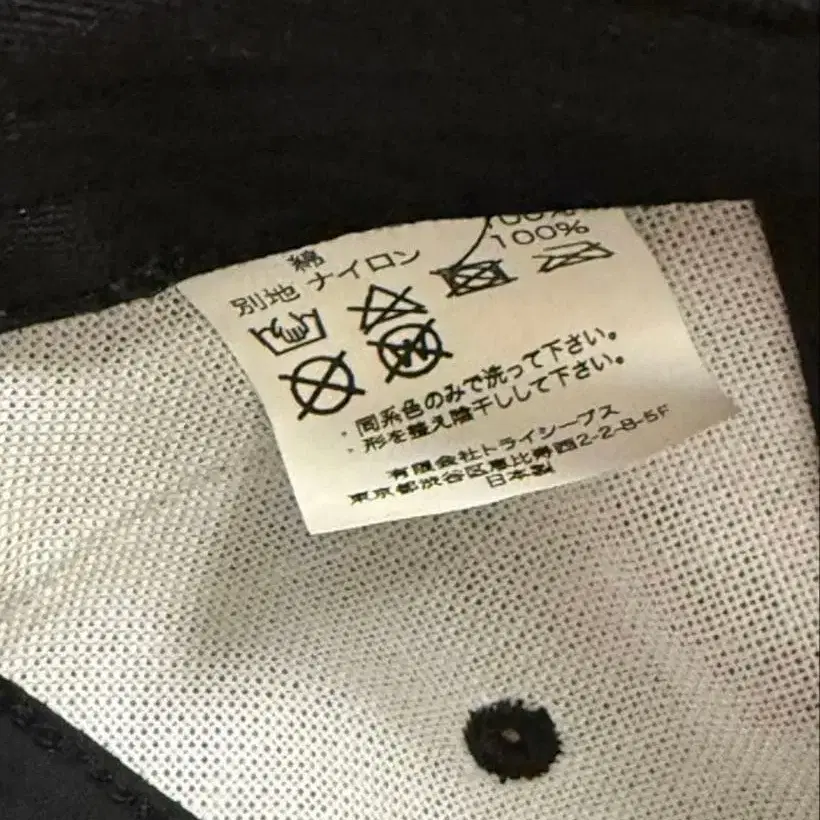 綿 100%
別地 ナイロン 100%
・同系色のみで洗って下さい。
・形を整え陰干しして下さい。
有限会社トライシープス
東京都渋谷区恵比寿西2-2-8-5F
日本製